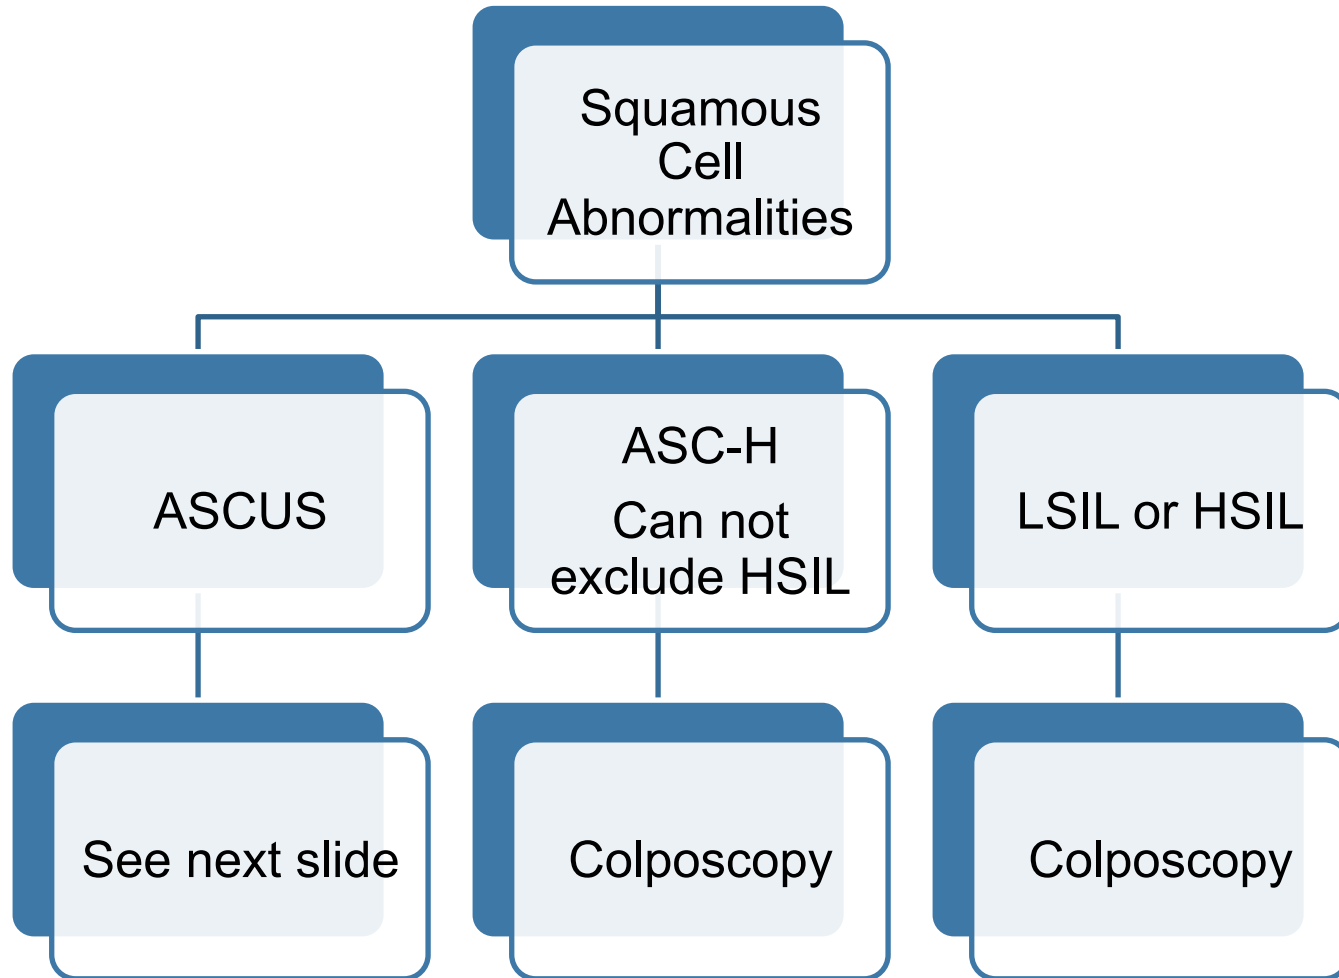 Squamous
Cell
Abnormalities
ASCUS
ASC-H
Can not
exclude HSIL
LSIL or HSIL
See next slide
Colposcopy
Colposcopy